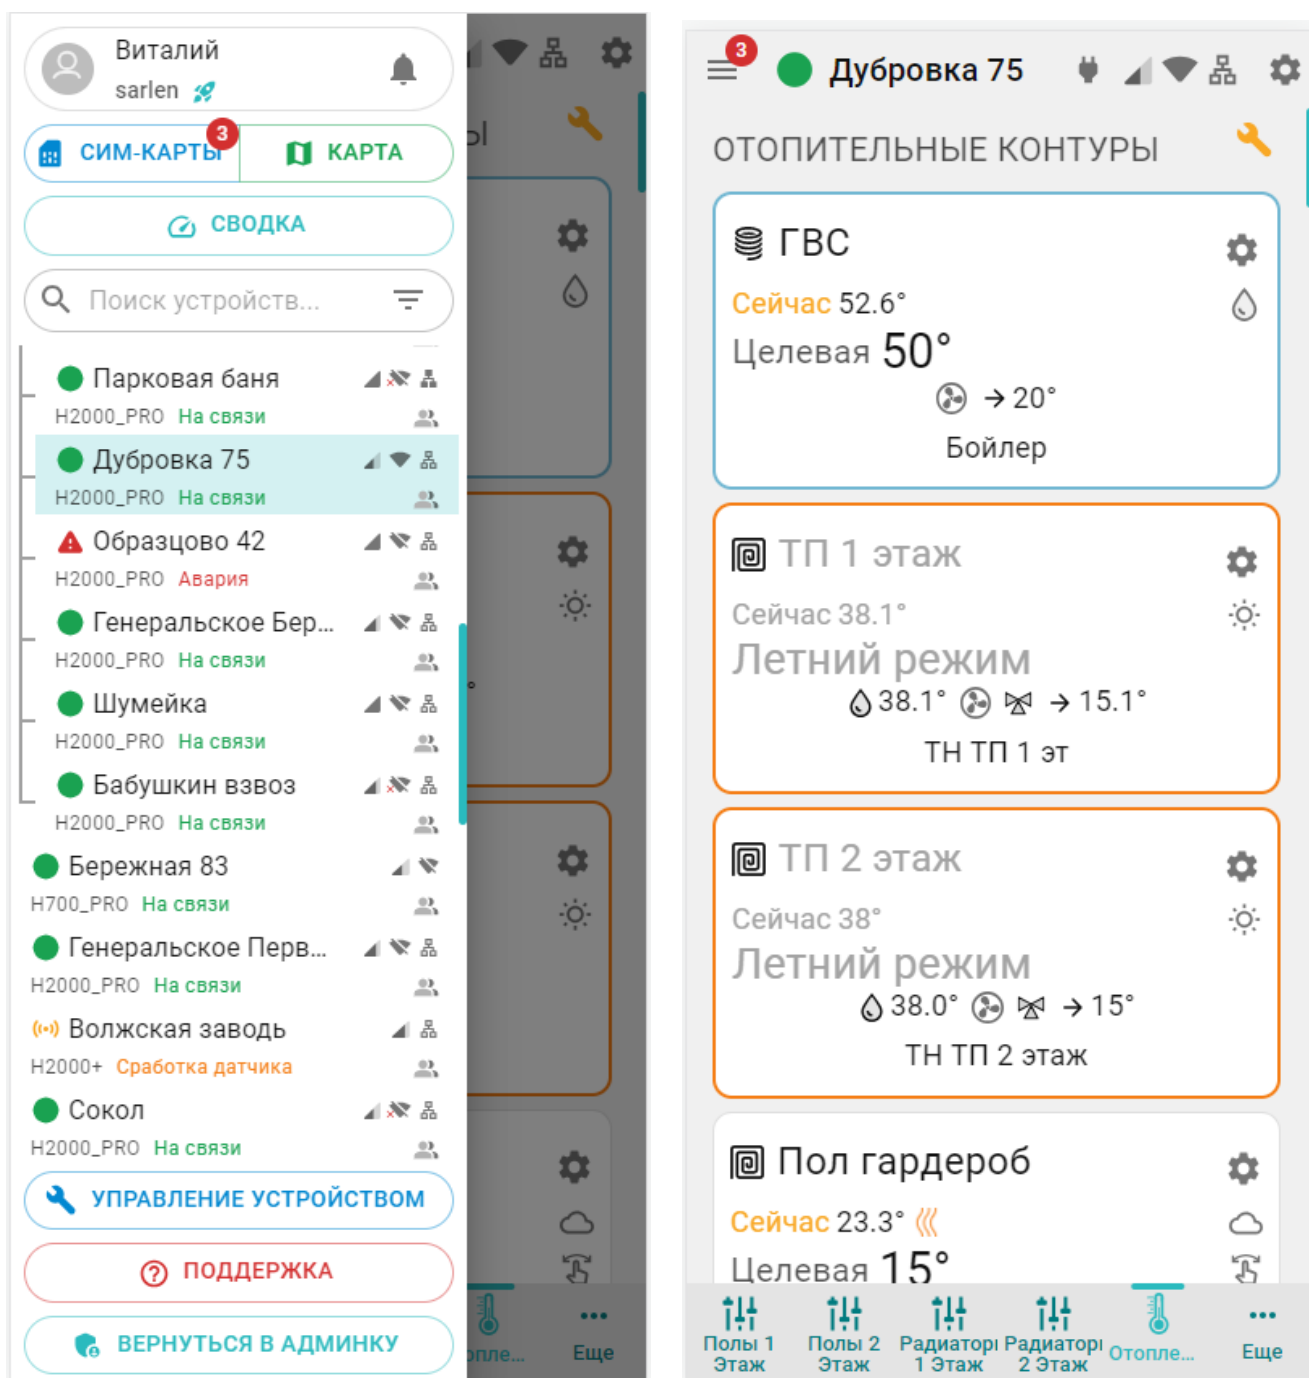 Виталий
sarlen
СИМ-КАРТЫ 3
КАРТА
СВОДКА
Поиск устройств...
Парковая баня
H2000_PRO На связи
Дубровка 75
H2000_PRO На связи
Образцово 42
H2000_PRO Авария
Генеральское Бер...
H2000_PRO На связи
Шумейка
H2000_PRO На связи
Бабушкин взвоз
H2000_PRO На связи
Бережная 83
H700_PRO На связи
Генеральское Перв...
H2000_PRO На связи
Волжская заводь
H2000+ Сработка датчика
Сокол
H2000_PRO На связи
УПРАВЛЕНИЕ УСТРОЙСТВОМ
ПОДДЕРЖКА
ВЕРНУТЬСЯ В АДМИНКУ
Ы
°
опле...
Еще
3
Дубровка 75
ОТОПИТЕЛЬНЫЕ КОНТУРЫ
ГВС
Сейчас 52.6°
Целевая 50°
→ 20°
Бойлер
ТП 1 этаж
Сейчас 38.1°
Летний режим
38.1° → 15.1°
ТН ТП 1 эт
ТП 2 этаж
Сейчас 38°
Летний режим
38.0° → 15°
ТН ТП 2 этаж
Пол гардероб
Сейчас 23.3°
Целевая 15°
Полы 1 Этаж
Полы 2 Этаж
Радиаторы 1 Этаж
Радиаторы 2 Этаж
Отопле...
Еще